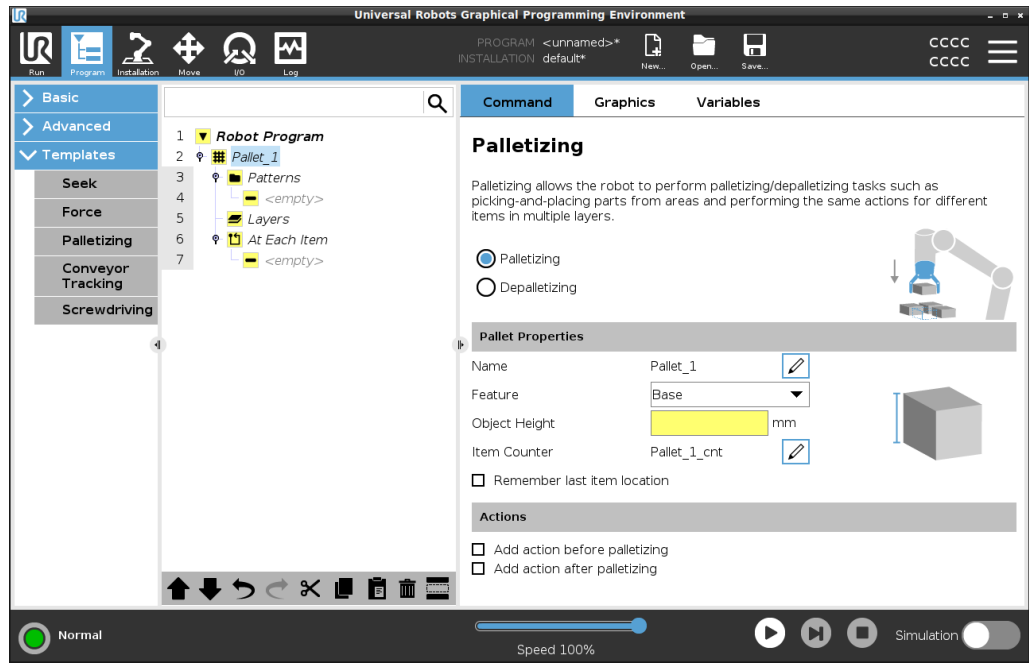 Universal Robots Graphical Programming Environment
Run
Program
Installation
Move
I/O
Log
PROGRAM <unnamed>*
INSTALLATION default*
New...
Open...
Save...
cccc
cccc
Basic
Advanced
Templates
Seek
Force
Palletizing
Conveyor
Tracking
Screwdriving
1 Robot Program
2 Pallet_1
3 Patterns
4 <empty>
5 Layers
6 At Each Item
7 <empty>
Command Graphics Variables
Palletizing
Palletizing allows the robot to perform palletizing/depalletizing tasks such as
picking-and-placing parts from areas and performing the same actions for different
items in multiple layers.
Palletizing
Depalletizing
Pallet Properties
Name Pallet_1
Feature Base
Object Height mm
Item Counter Pallet_1_cnt
Remember last item location
Actions
Add action before palletizing
Add action after palletizing
Normal
Speed 100%
Simulation